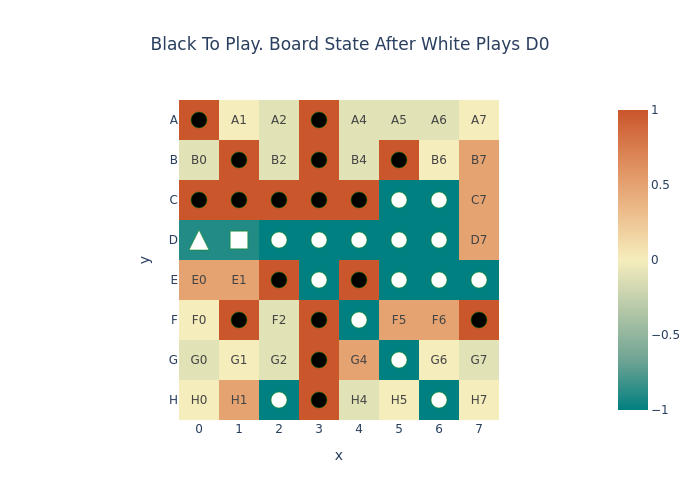 Black To Play. Board State After White Plays D0
A A1 A2 A4 A5 A6 A7 1
B B0 B2 B4 B6 B7
0.5
C C7
y D D7 0
E E0 E1
F F0 F2 F5 F6 −0.5
G G0 G1 G2 G4 G6 G7
H H0 H1 H4 H5 H7 −1
0 1 2 3 4 5 6 7
x